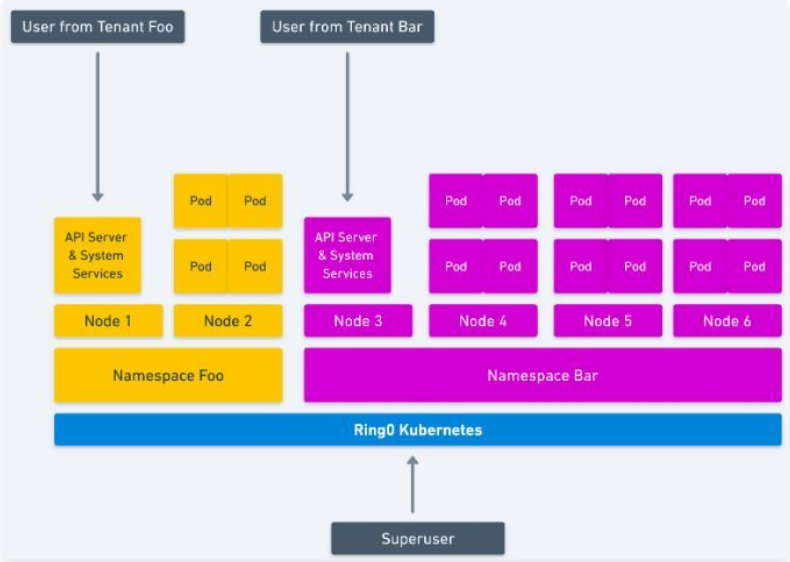 User from Tenant Foo
User from Tenant Bar
Pod Pod
Pod Pod
Pod Pod
Pod Pod
API Server
& System
Services
API Server
& System
Services
Pod Pod
Pod Pod
Pod Pod
Pod Pod
Node 1
Node 2
Node 3
Node 4
Node 5
Node 6
Namespace Foo
Namespace Bar
Ring0 Kubernetes
Superuser